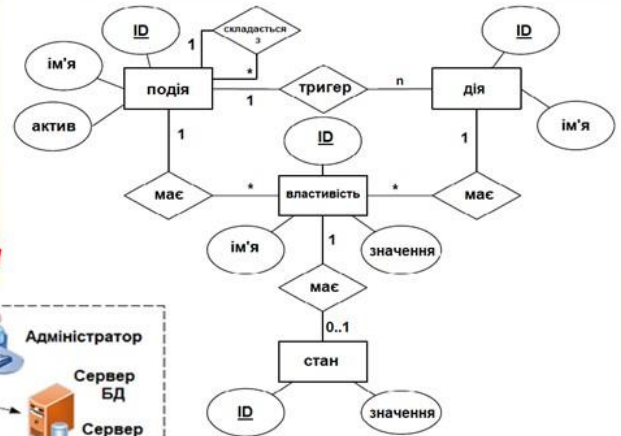 ID
складається
з
1
*
ім'я
подія
актив
1
тригер
n
ID
дія
ім'я
1
1
ID
має
*
властивість
*
має
ім'я
1
значення
має
0..1
стан
ID
значення
Адміністратор
Сервер
БД
Сервер